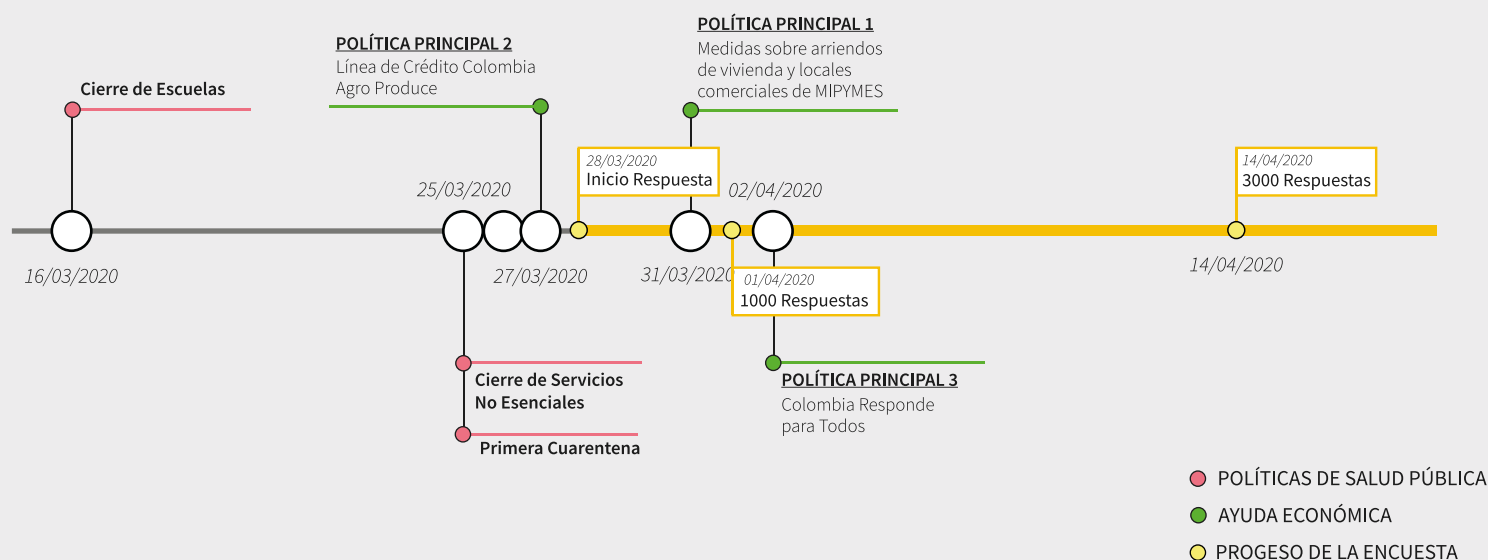 POLÍTICA PRINCIPAL 1
Medidas sobre arriendos
de vivienda y locales
comerciales de MIPYMES
POLÍTICA PRINCIPAL 2
Línea de Crédito Colombia
Agro Produce
Cierre de Escuelas
28/03/2020
Inicio Respuesta
14/04/2020
3000 Respuestas
25/03/2020
02/04/2020
16/03/2020
27/03/2020
31/03/2020
14/04/2020
01/04/2020
1000 Respuestas
Cierre de Servicios
No Esenciales
Primera Cuarentena
POLÍTICA PRINCIPAL 3
Colombia Responde
para Todos
POLÍTICAS DE SALUD PÚBLICA
AYUDA ECONÓMICA
PROGESO DE LA ENCUESTA